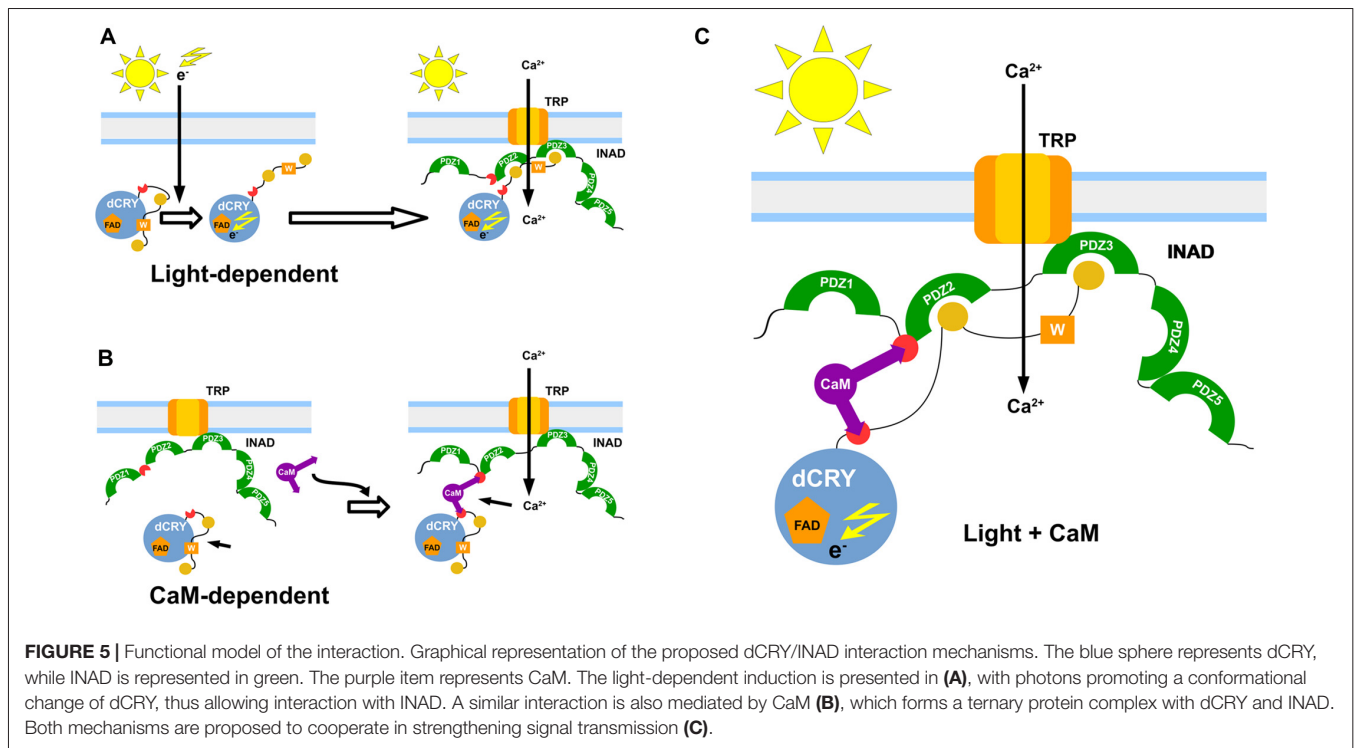 A
e-
Ca²⁺
TRP
INAD
PDZ1
PDZ2
PDZ3
PDZ4
PDZ5
W
dCRY
FAD
W
dCRY
FAD
e-
W
dCRY
FAD
e-
Ca²⁺
Light-dependent
B
TRP
INAD
PDZ1
PDZ2
PDZ3
PDZ4
PDZ5
CaM
dCRY
FAD
W
Ca²⁺
TRP
INAD
PDZ1
PDZ2
PDZ3
PDZ4
PDZ5
CaM
Ca²⁺
dCRY
FAD
W
CaM-dependent
C
Ca²⁺
TRP
INAD
PDZ1
PDZ2
PDZ3
PDZ4
PDZ5
W
CaM
Ca²⁺
dCRY
FAD
e-
Light + CaM
FIGURE 5 | Functional model of the interaction. Graphical representation of the proposed dCRY/INAD interaction mechanisms. The blue sphere represents dCRY,
while INAD is represented in green. The purple item represents CaM. The light-dependent induction is presented in (A), with photons promoting a conformational
change of dCRY, thus allowing interaction with INAD. A similar interaction is also mediated by CaM (B), which forms a ternary protein complex with dCRY and INAD.
Both mechanisms are proposed to cooperate in strengthening signal transmission (C).